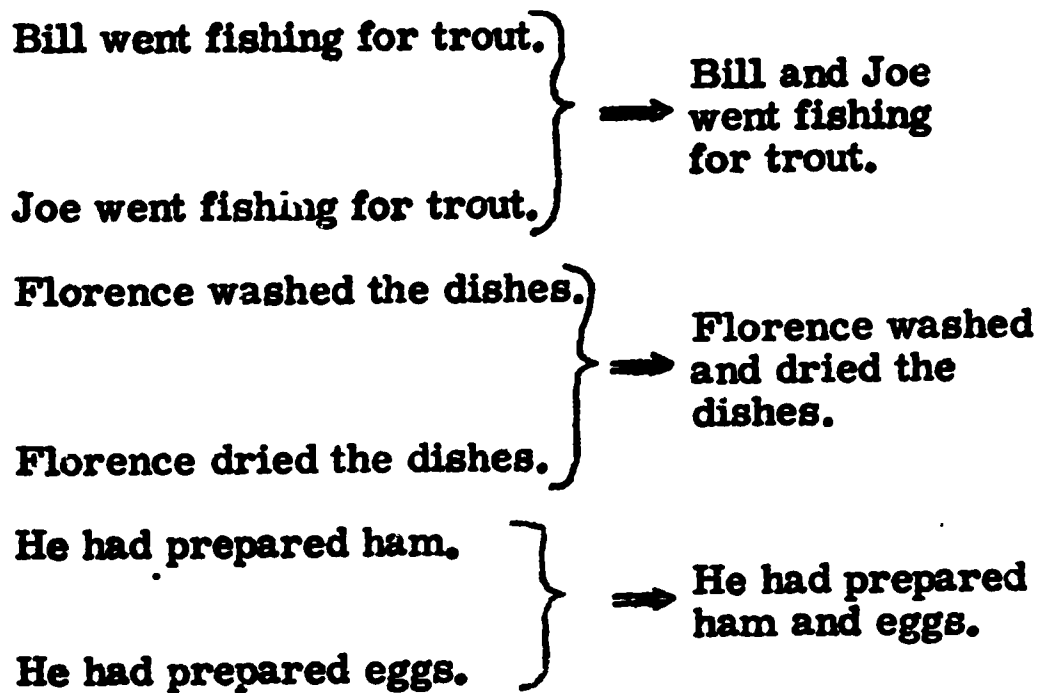 Bill went fishing for trout.
Bill and Joe
went fishing
for trout.
Joe went fishing for trout.
Florence washed the dishes.
Florence washed
and dried the
dishes.
Florence dried the dishes.
He had prepared ham.
He had prepared
ham and eggs.
He had prepared eggs.